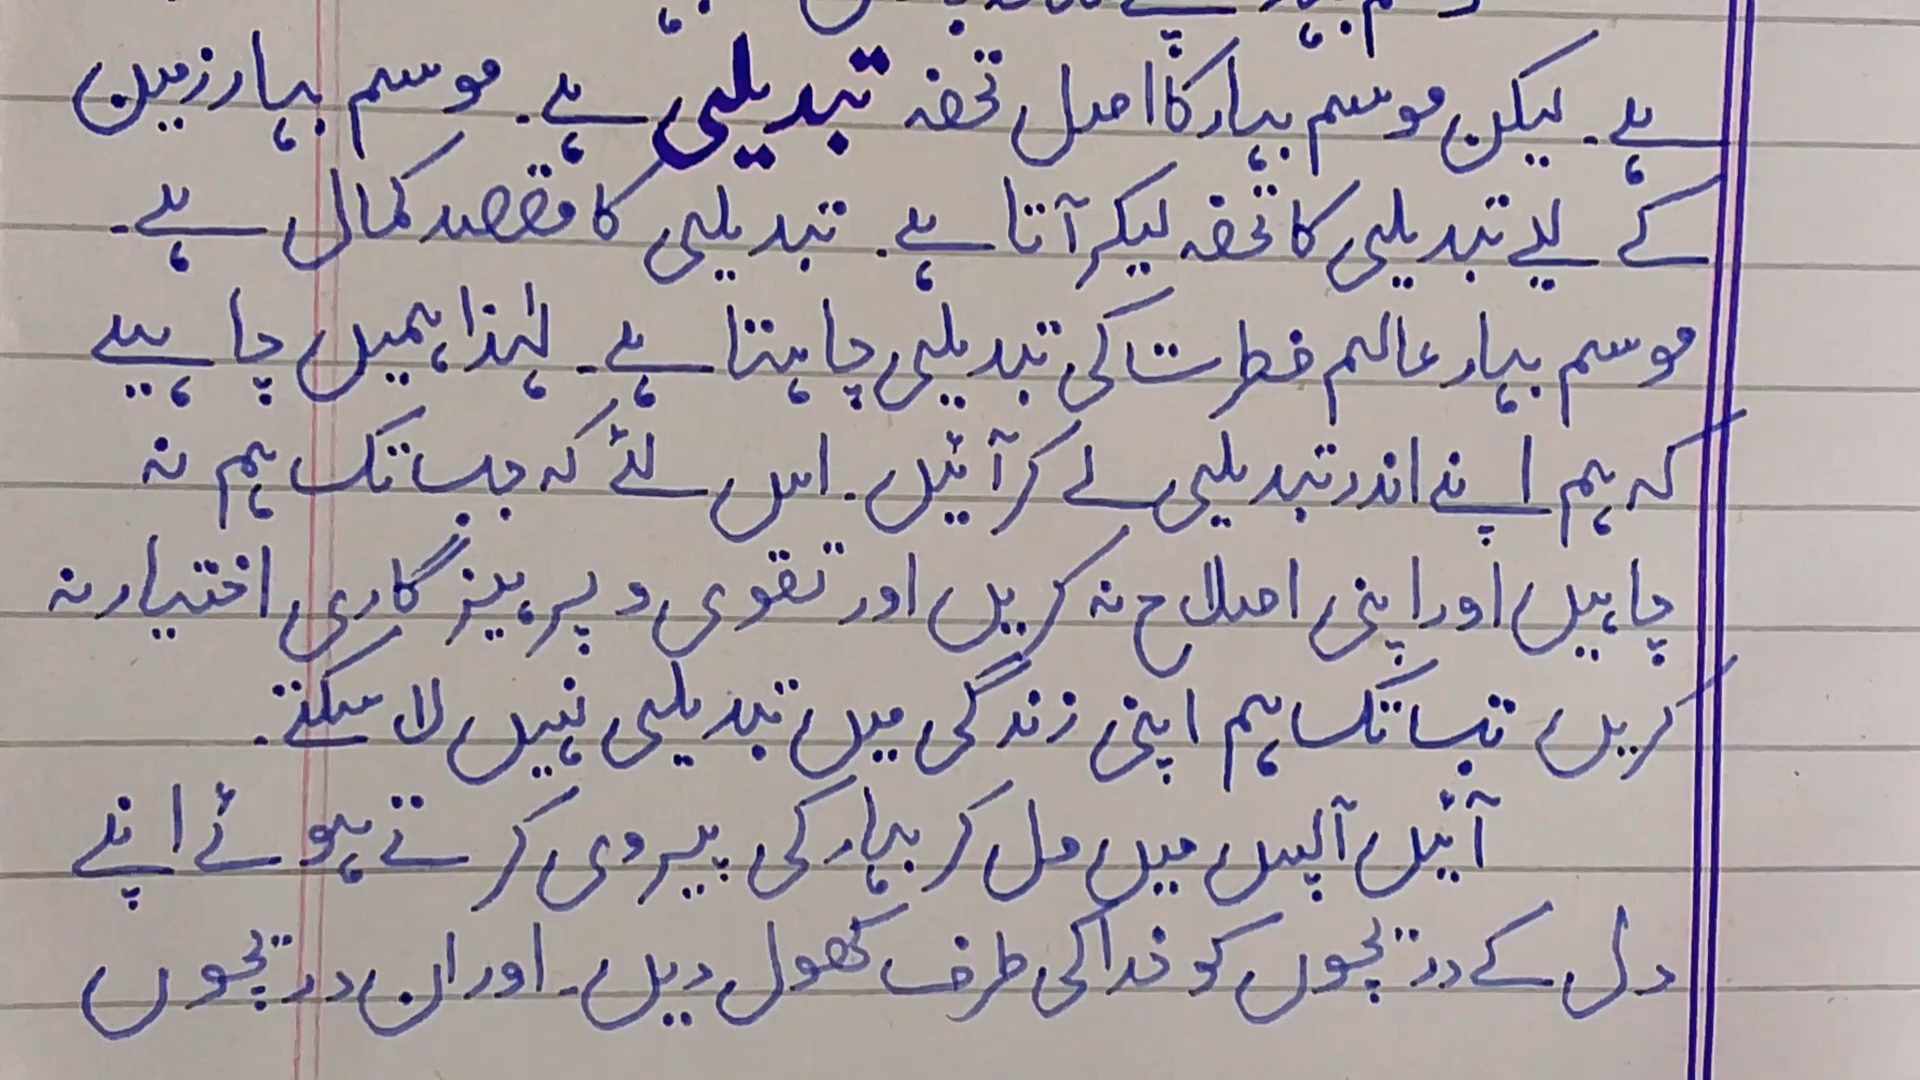 ہے۔ لیکن موسم بہار کا اصل تحفہ تبدیلی ہے۔ موسم بہار زمین
کے لیے تبدیلی کا تحفہ لیکر آتا ہے۔ تبدیلی کا مقصد کمال ہے۔
موسم بہار عالم فطرت کی تبدیلی چاہتا ہے۔ لہٰذا ہمیں چاہیے
کہ ہم اپنے اندر تبدیلی لے کر آئیں۔ اس لئے کہ جب تک ہم نہ
چاہیں اور اپنی اصلاح نہ کریں اور تقوی و پرہیز گاری اختیار نہ
کریں تب تک ہم اپنی زندگی میں تبدیلی نہیں لا سکتے۔
آئیں آپس میں مل کر بہار کی پیروی کرتے ہوئے اپنے
دل کے دریچوں کو خدا کی طرف کھول دیں۔ اور ان دریچوں